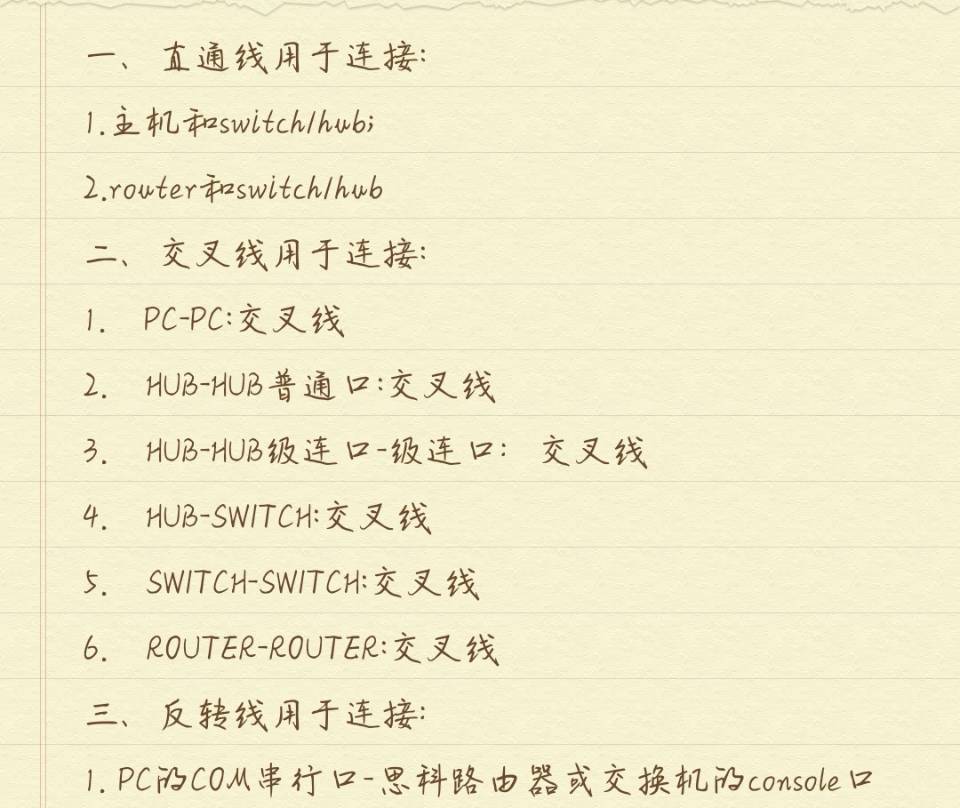 一、 直通线用于连接:
1.主机和switch/hub;
2.router和switch/hub
二、 交叉线用于连接:
1. PC-PC:交叉线
2. HUB-HUB普通口:交叉线
3. HUB-HUB级连口-级连口: 交叉线
4. HUB-SWITCH:交叉线
5. SWITCH-SWITCH:交叉线
6. ROUTER-ROUTER:交叉线
三、 反转线用于连接:
1. PC的COM串行口-思科路由器或交换机的console口